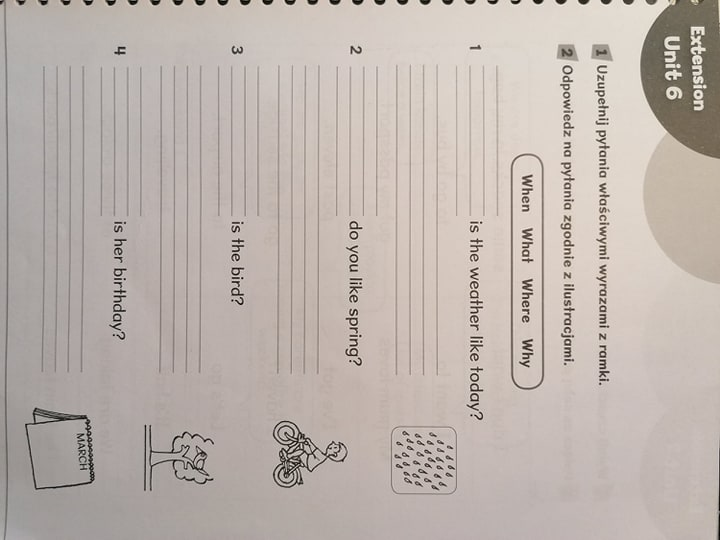 Extension
Unit 6
1 Uzupełnij pytania właściwymi wyrazami z ramki.
2 Odpowiedz na pytania zgodnie z ilustracjami.
When What Where Why
1 is the weather like today?
2 do you like spring?
3 is the bird?
4 is her birthday?
MARCH